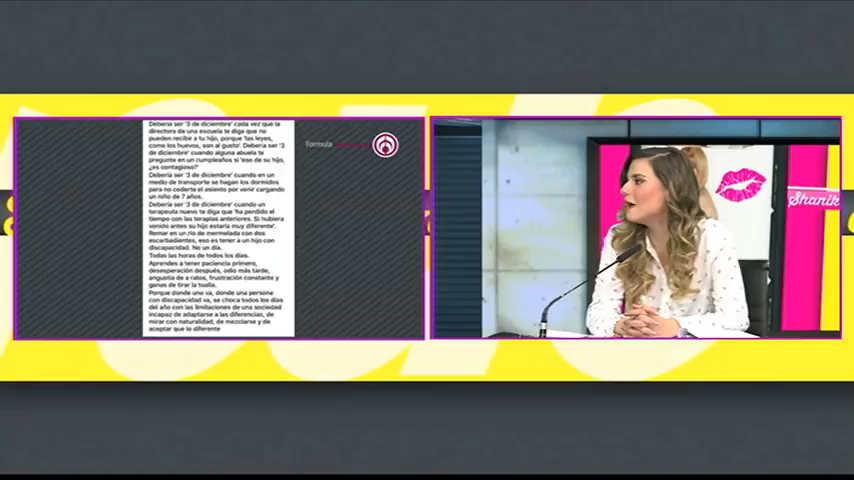 Debería ser '3 de diciembre' cada vez que la
directora de una escuela te diga que no
pueden recibir a tu hijo, porque 'las leyes,
como los huevos, son al gusto'. Debería ser '3
de diciembre' cuando alguna abuela te
pregunte en un cumpleaños si 'eso de su hijo,
¿es contagioso?'
Debería ser '3 de diciembre' cuando en un
medio de transporte se hagan los dormidos
para no cederte el asiento por venir cargando
un niño de 7 años.
Debería ser '3 de diciembre' cuando un
terapeuta nuevo te diga que 'ha perdido el
tiempo con las terapias anteriores. Si hubiera
venido antes su hijo estaría muy diferente'.
Remar en un río de mermelada con dos
escarbadientes, eso es tener a un hijo con
discapacidad. No un día.
Todas las horas de todos los días.
Aprendes a tener paciencia primero,
desesperación después, odio más tarde,
angustia de a ratos, frustración constante y
ganas de tirar la toalla.
Porque donde uno va, donde una persona
con discapacidad va, se choca todos los días
del año con las limitaciones de una sociedad
incapaz de adaptarse a las diferencias, de
mirar con naturalidad, de mezclarse y de
aceptar que lo diferente
Fórmula
Shanik